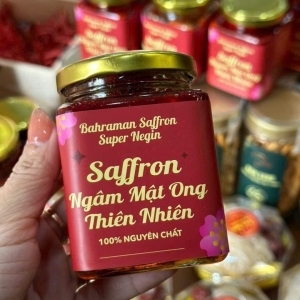 Bahraman Saffron
Super Negin
Saffron
Ngâm Mật Ong
Thiên Nhiên
100% NGUYÊN CHẤT